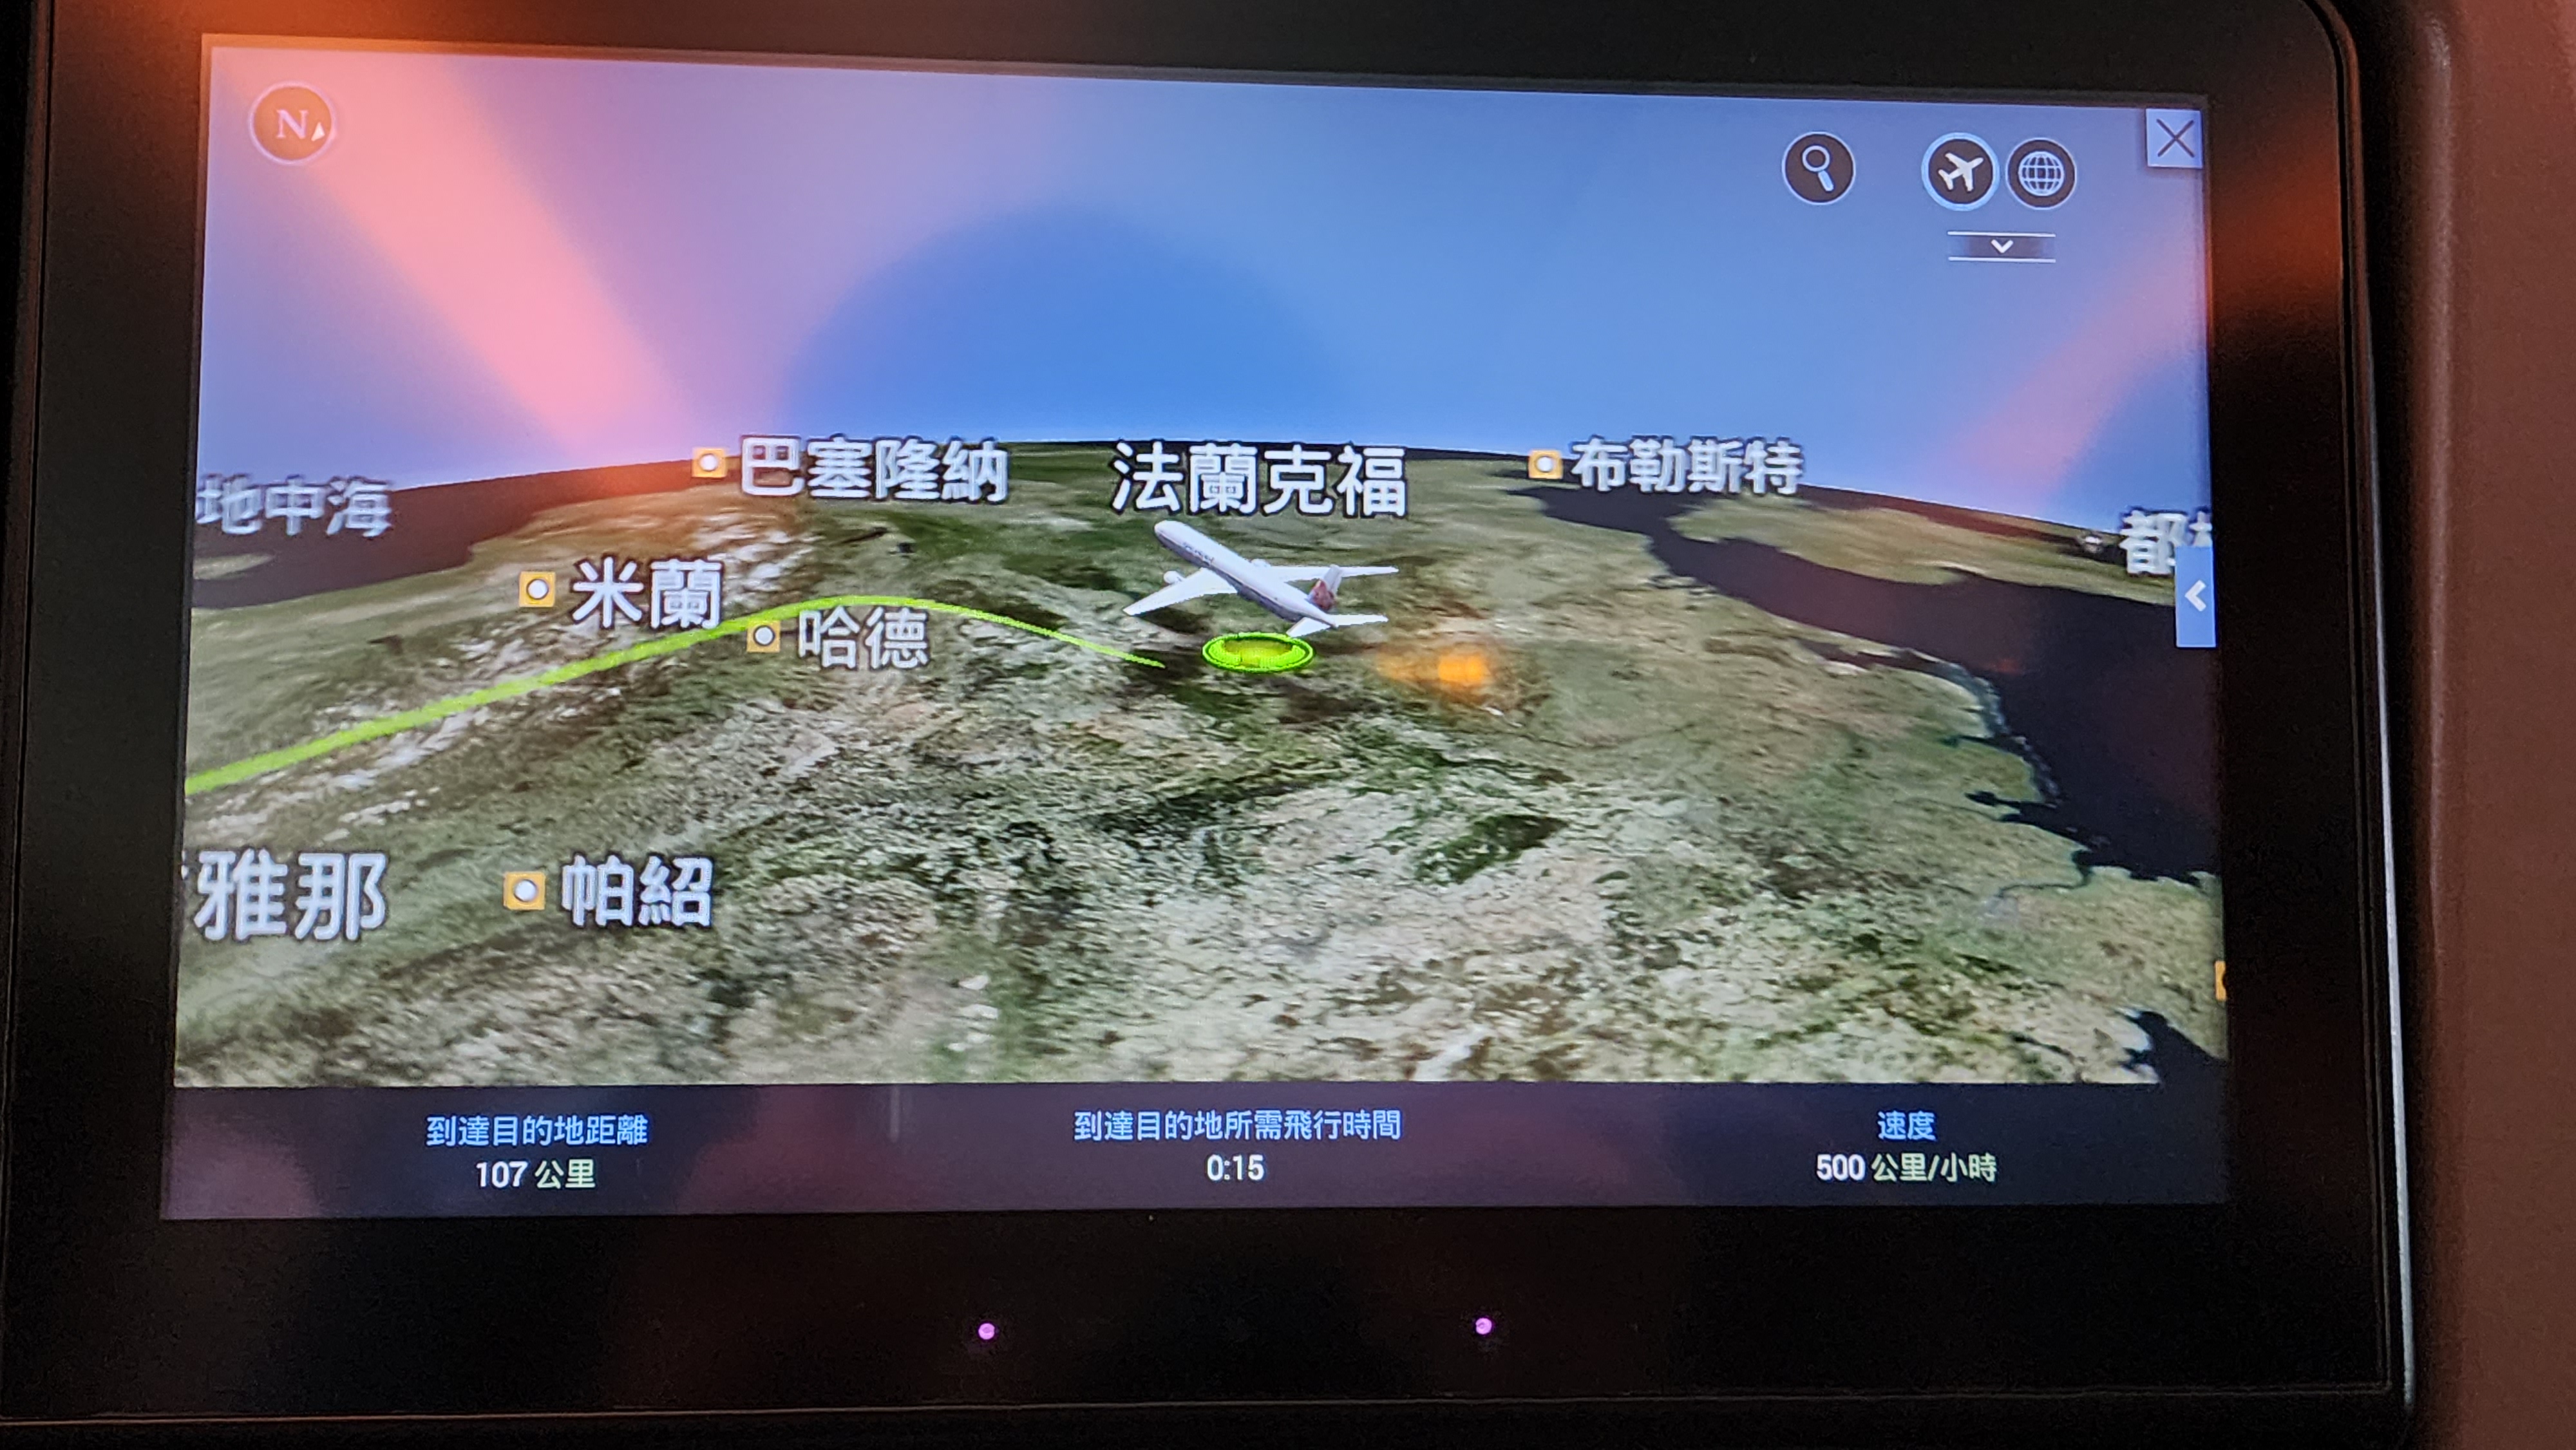 N
巴塞隆納
法蘭克福
布勒斯特
地中海
米蘭
哈德
雅那
帕紹
到達目的地距離
107 公里
到達目的地所需飛行時間
0:15
速度
500 公里/小時